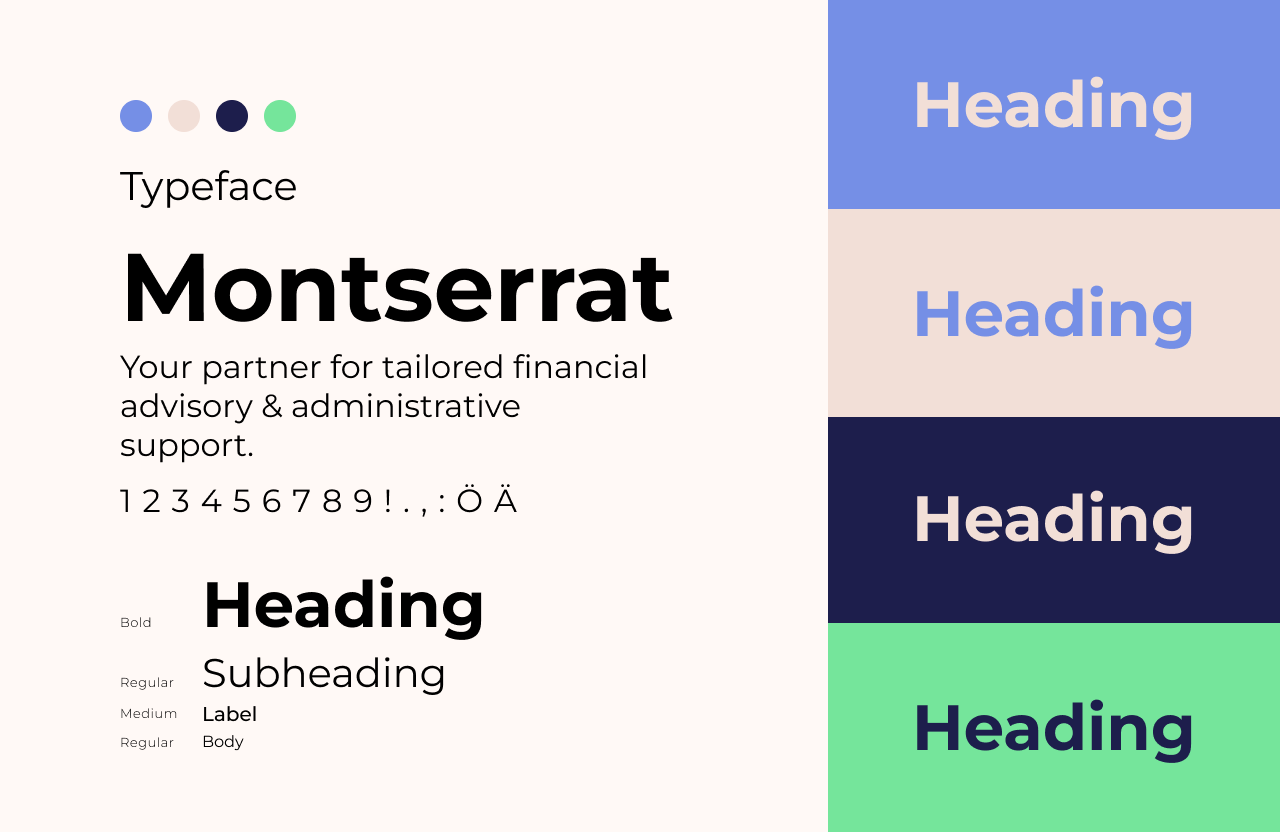 Typeface
Montserrat
Your partner for tailored financial
advisory & administrative
support.
1 2 3 4 5 6 7 8 9 ! . , : Ö Ä
Bold Heading
Regular Subheading
Medium Label
Regular Body
Heading
Heading
Heading
Heading